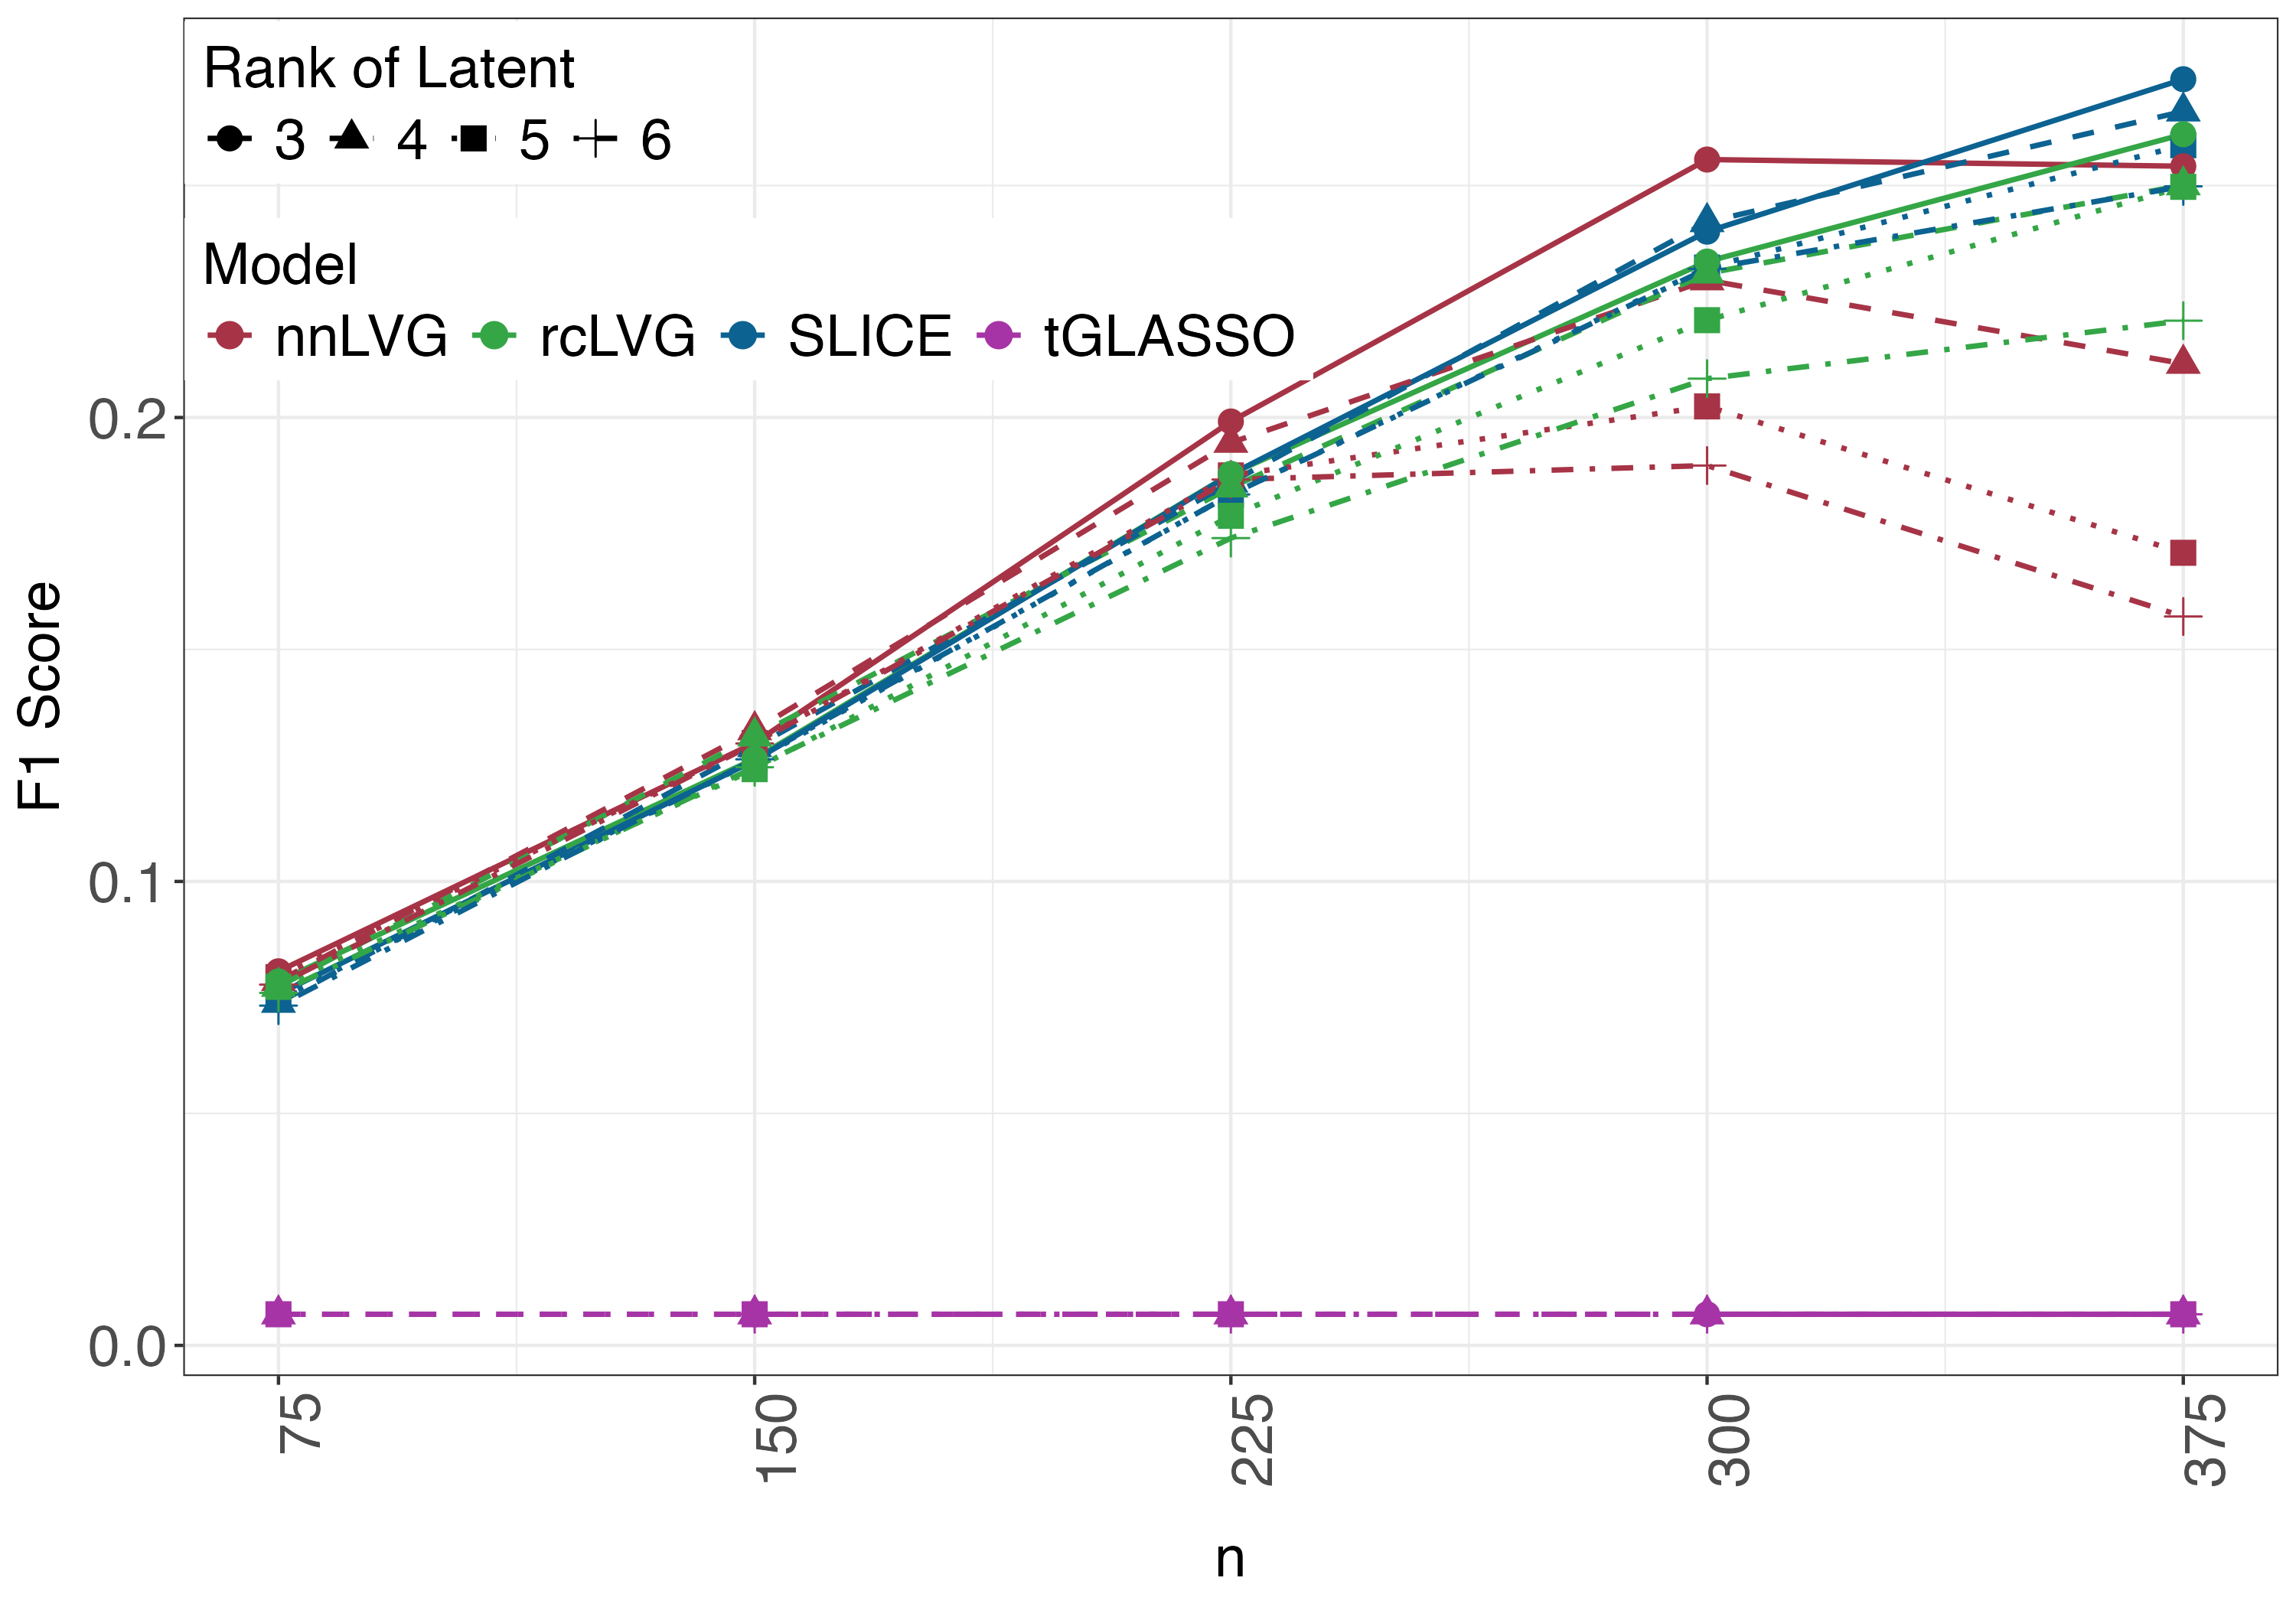 Rank of Latent
3 4 5 6
Model
nnLVG rcLVG SLICE tGLASSO
F1 Score
0.2
0.1
0.0
75 150 225 300 375
n